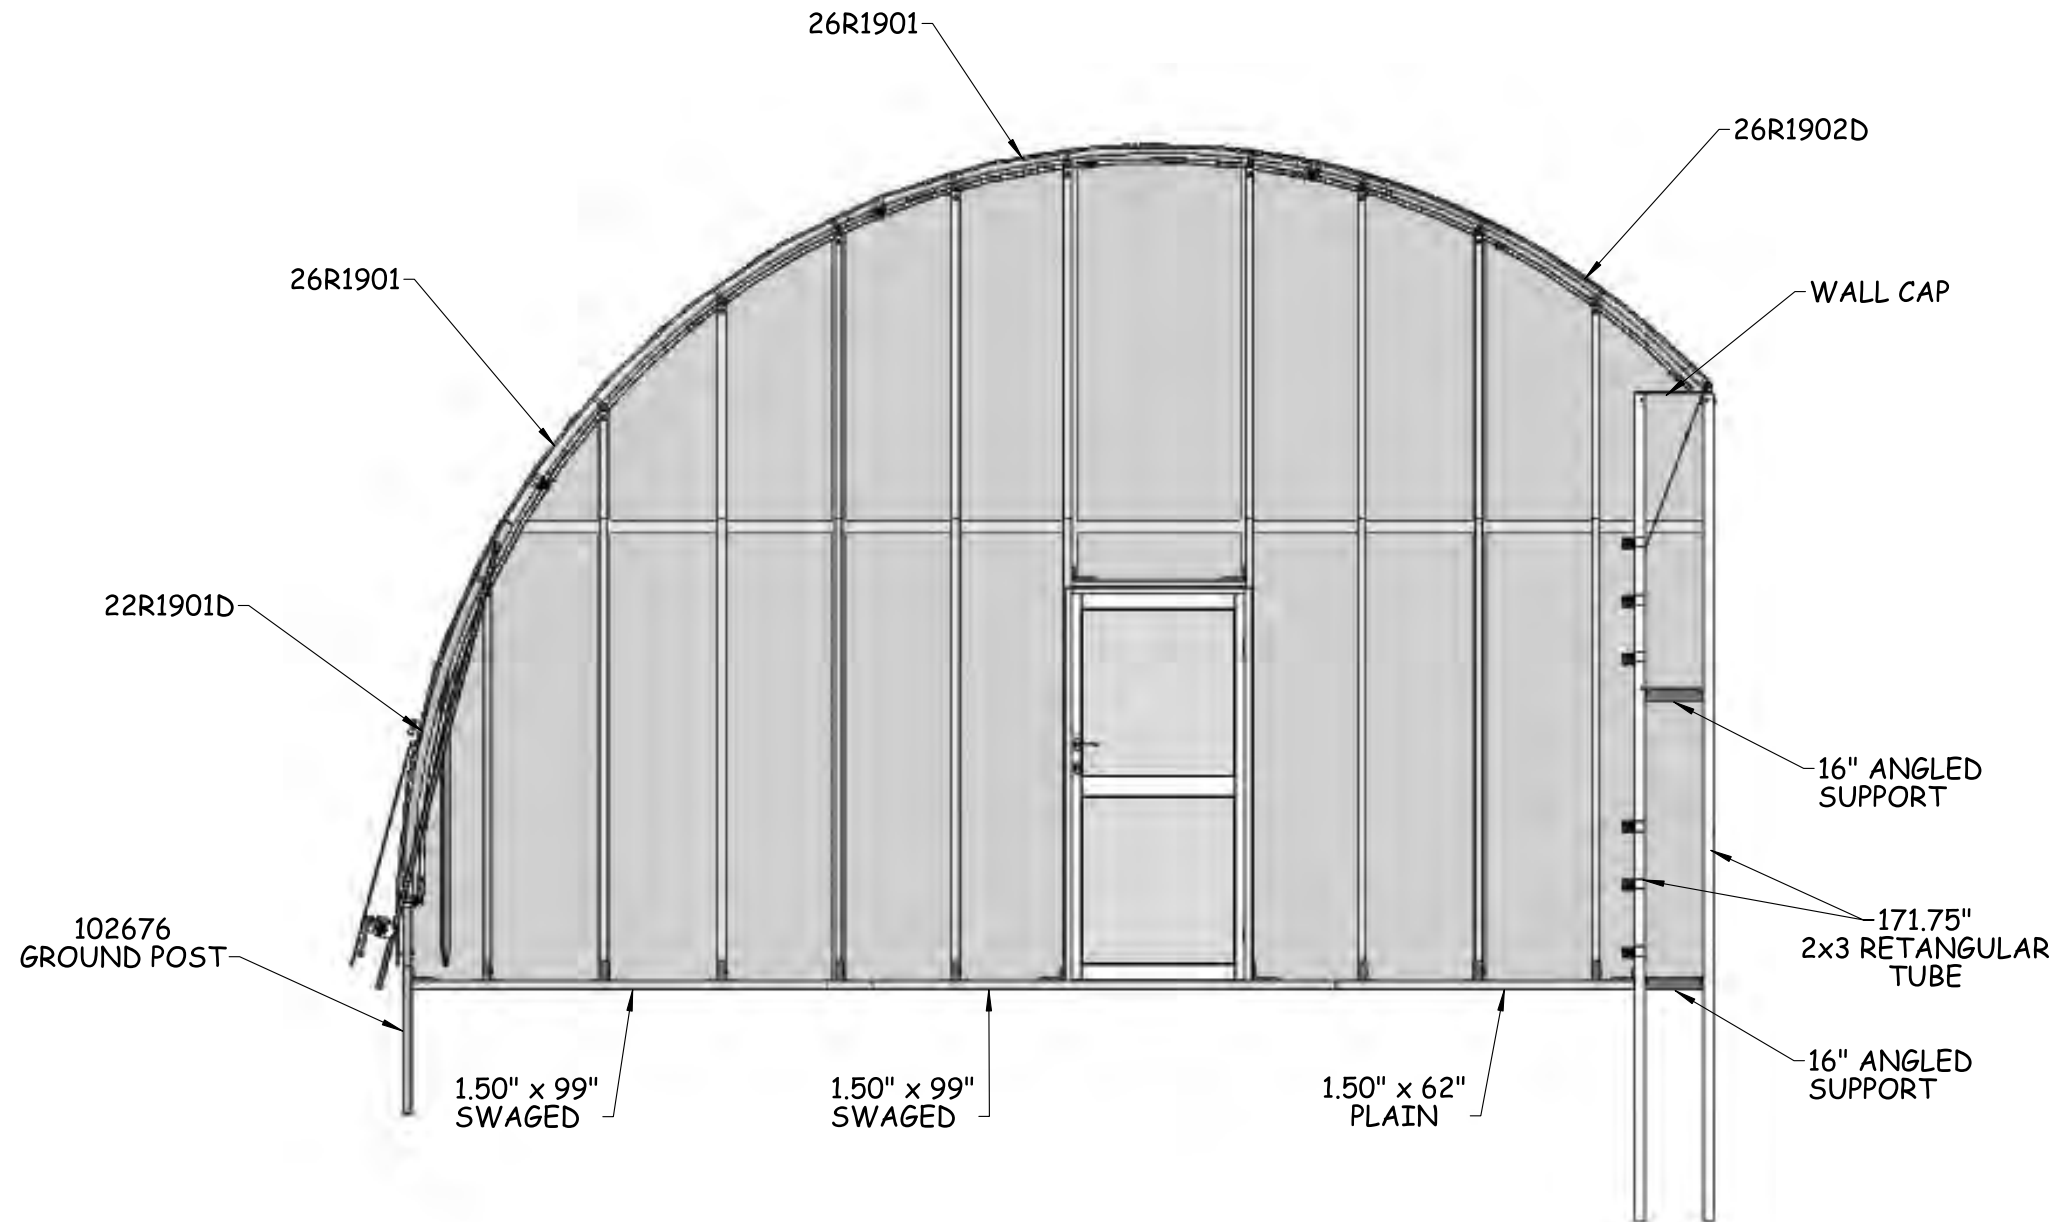 26R1901
26R1902D
26R1901
WALL CAP
22R1901D
16" ANGLED
SUPPORT
102676
GROUND POST
171.75"
2x3 RETANGULAR
TUBE
1.50" x 99"
SWAGED
1.50" x 99"
SWAGED
1.50" x 62"
PLAIN
16" ANGLED
SUPPORT